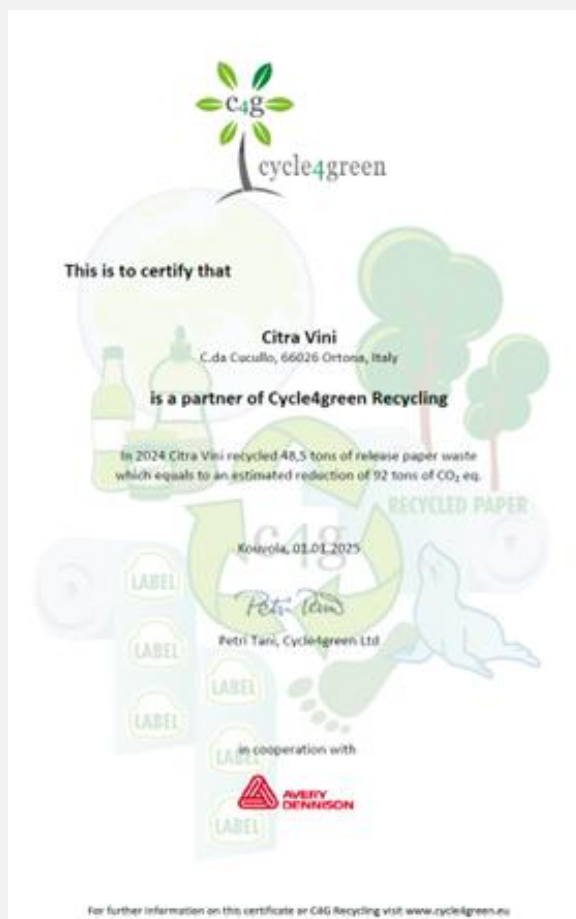 c4g
cycle4green
This is to certify that
Citra Vini
C.da Cucullo, 66026 Ortona, Italy
is a partner of Cycle4green Recycling
In 2024 Citra Vini recycled 48,5 tons of release paper waste
which equals to an estimated reduction of 92 tons of CO₂ eq.
RECYCLED PAPER
c4g
Kouvola, 01.01.2025
LABEL
Petri Tani
Petri Tani, Cycle4green Ltd
LABEL
LABEL
LABEL
LABEL
in cooperation with
AVERY
DENNISON
LABEL
For further information on this certificate or C4G Recycling visit www.cycle4green.eu